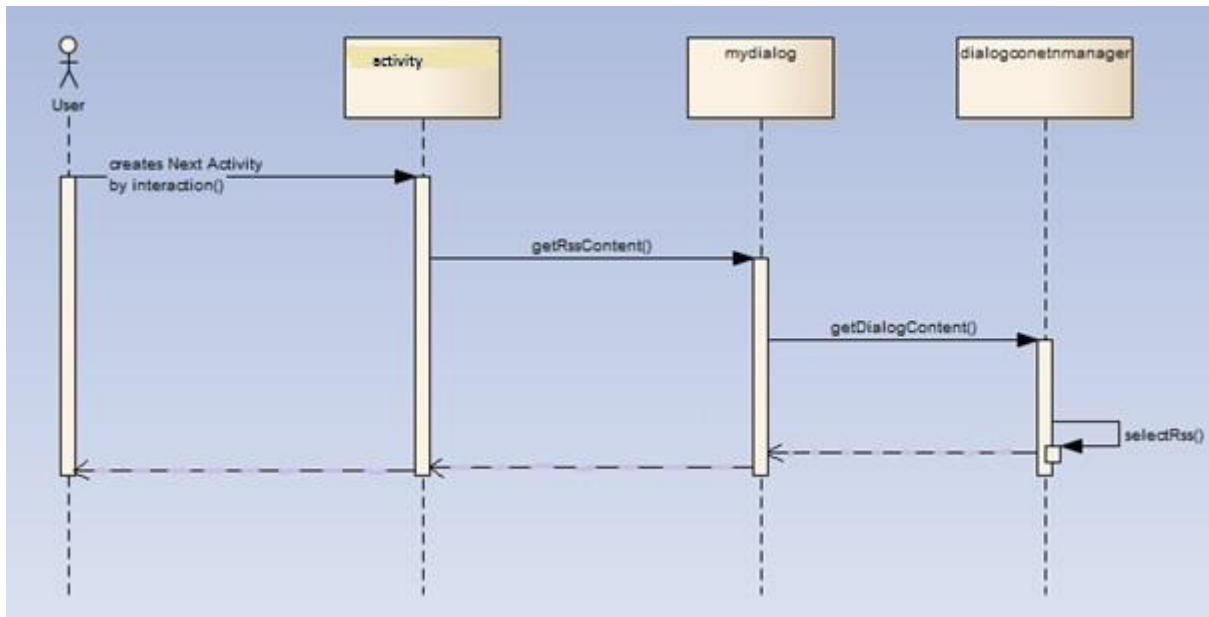 activity
mydialog
dialogconetnmanager
User
creates Next Activity
by interaction()
getRssContent()
getDialogContent()
selectRss()